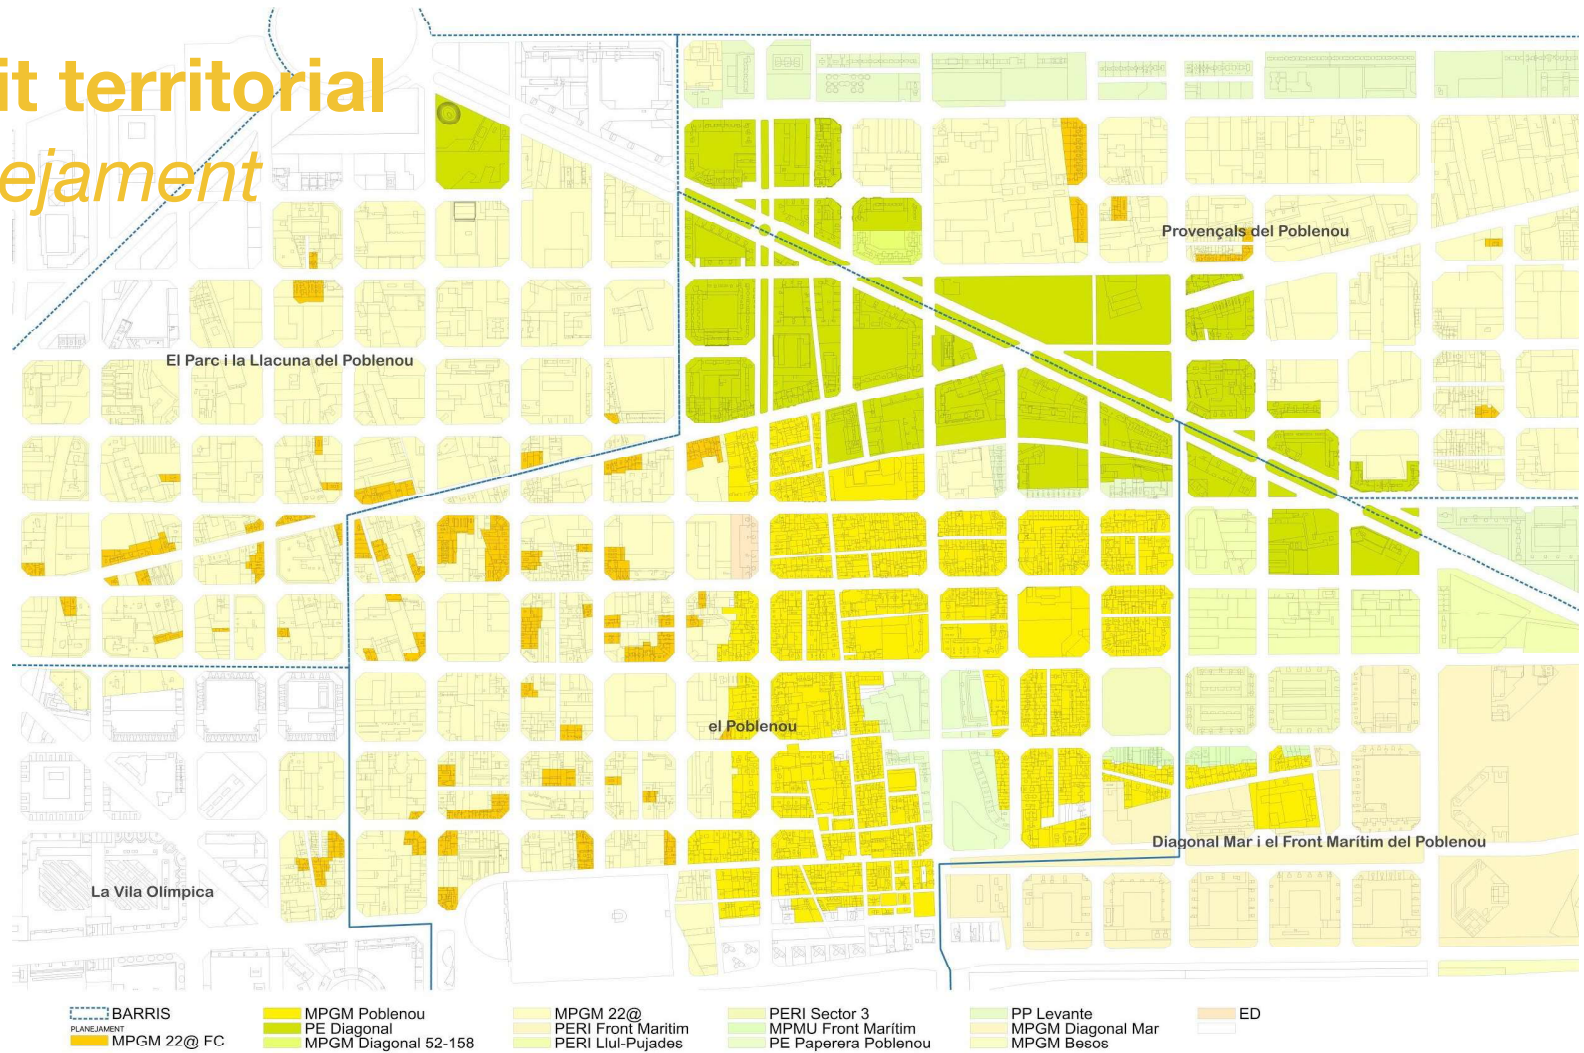 it territorial
ejament
Provençals del Poblenou
El Parc i la Llacuna del Poblenou
el Poblenou
Diagonal Mar i el Front Marítim del Poblenou
La Vila Olímpica
BARRIS
PLANEJAMENT
MPGM 22@ FC
MPGM Poblenou
PE Diagonal
MPGM Diagonal 52-158
MPGM 22@
PERI Front Maritim
PERI Llul-Pujades
PERI Sector 3
MPMU Front Marítim
PE Paperera Poblenou
PP Levante
MPGM Diagonal Mar
MPGM Besos
ED